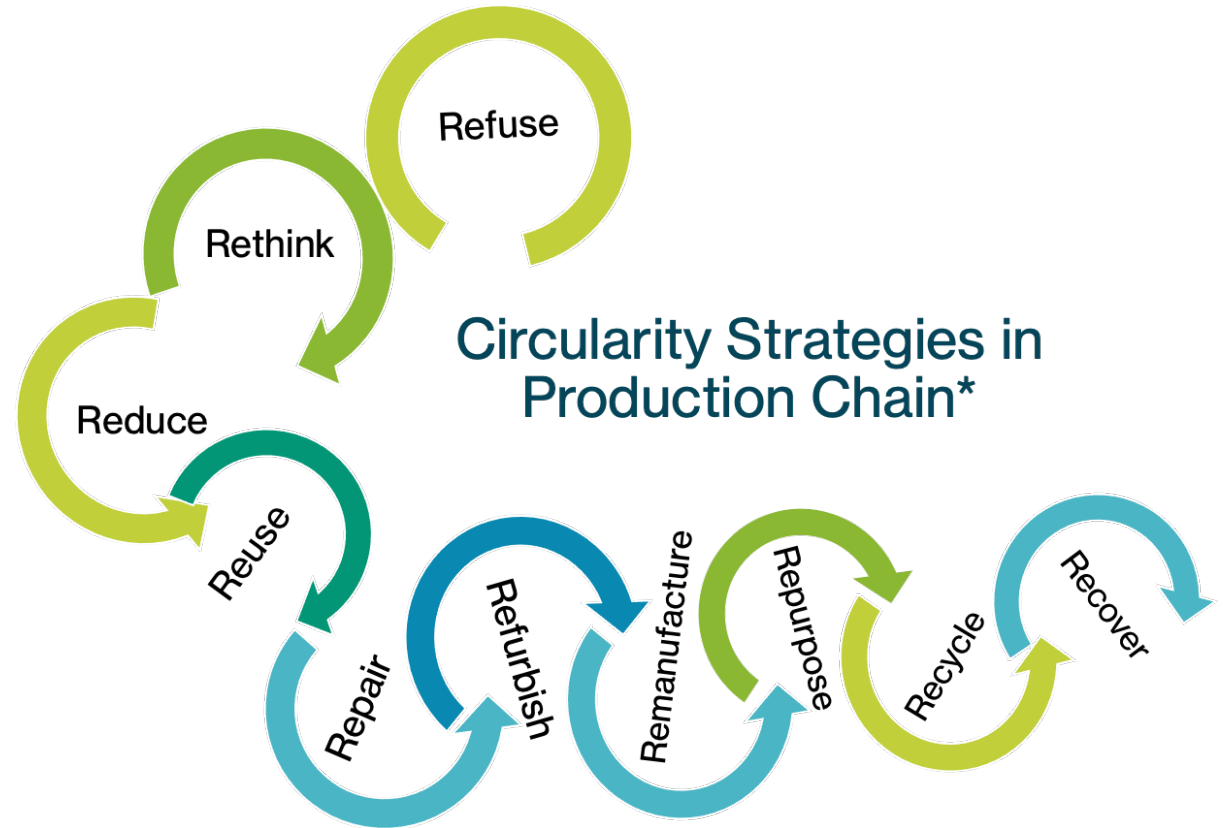 Refuse
Rethink
Circularity Strategies in
Production Chain*
Reduce
Reuse
Repair
Refurbish
Remanufacture
Repurpose
Recycle
Recover